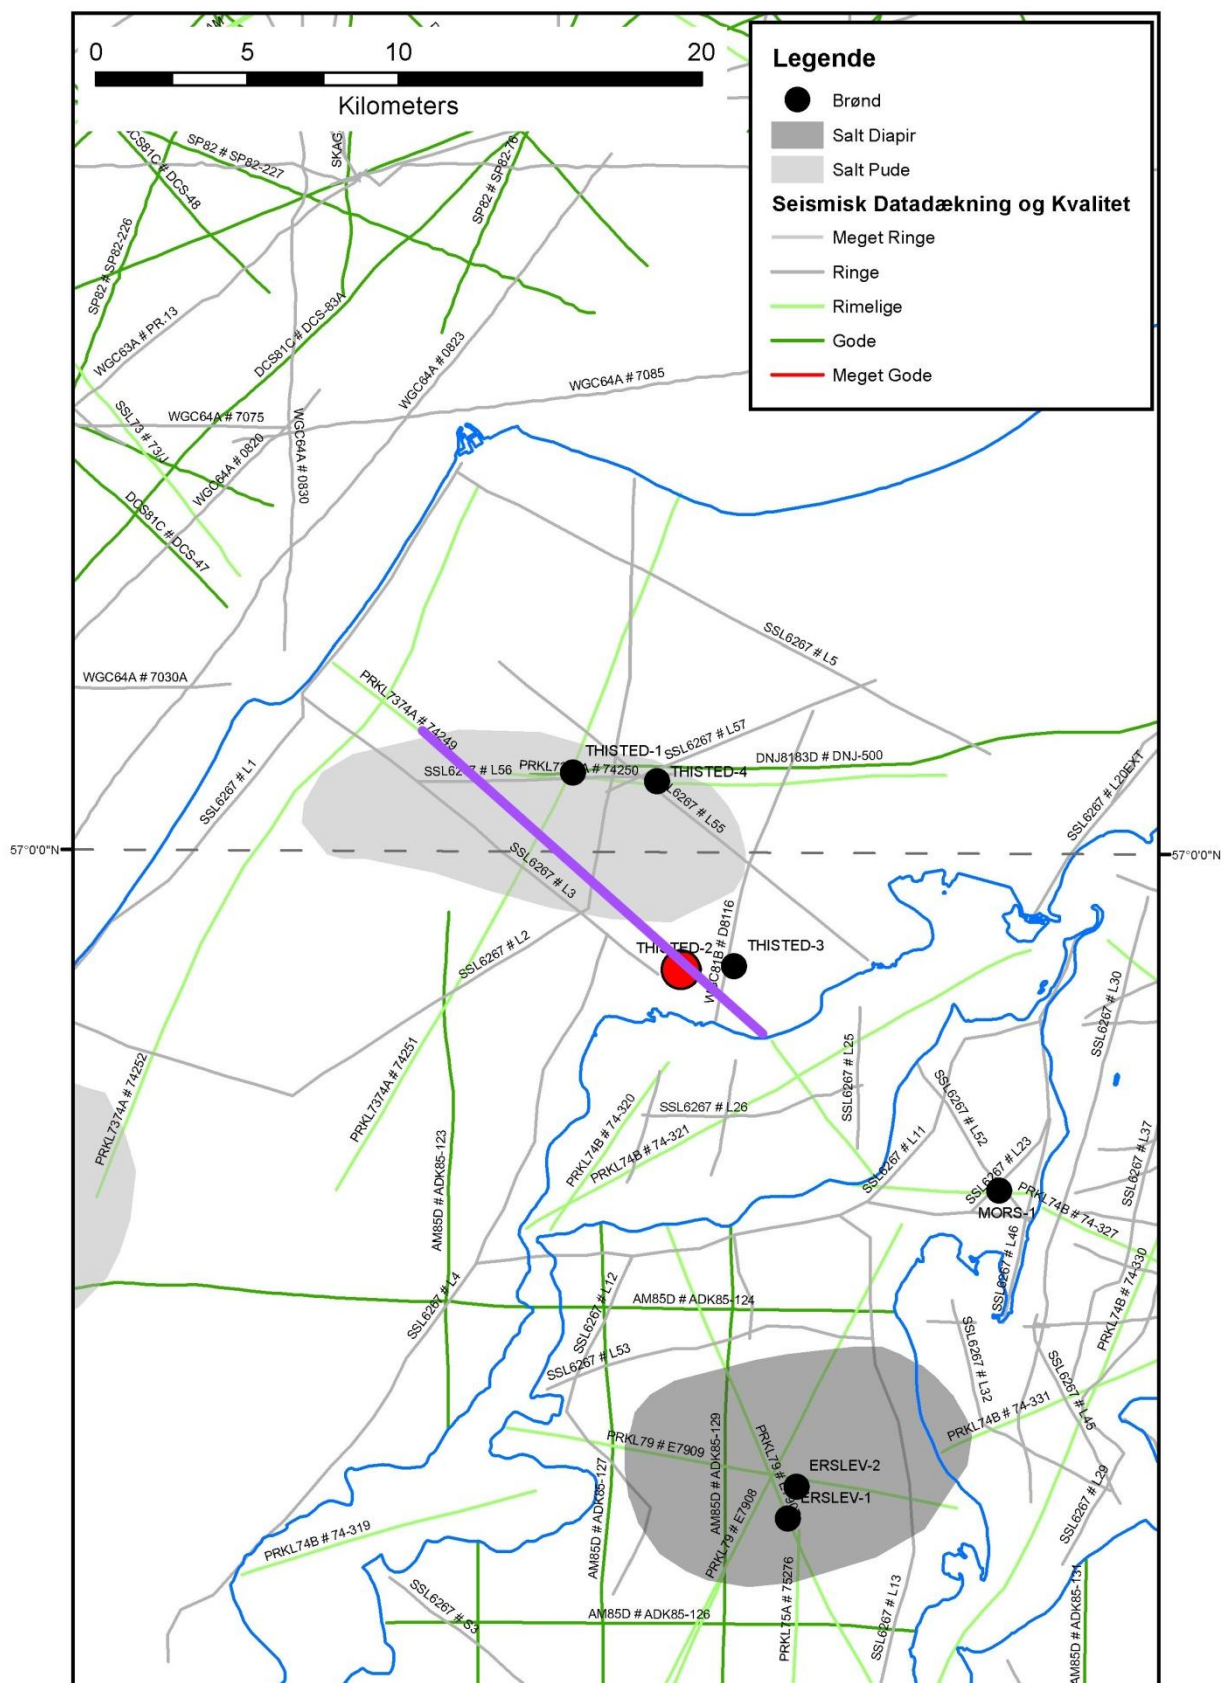 0 5 10 20
Kilometers
Legende
Brønd
Salt Diapir
Salt Pude
Seismisk Datadækning og Kvalitet
Meget Ringe
Ringe
Rimelige
Gode
Meget Gode
SP82 # SP82-227
DCS81C # DCS-48
SKAG
SP82 # SP82-76
SP82 # SP82-226
WGC63A # PR.13
DCS81C # DCS-83A
WGC64A # 0823
WGC64A # 7085
WGC64A # 7075
SSL73 # 73/J
WGC64A # 0820
WGC64A # 0830
DCS81C # DCS-47
SSL6267 # L5
WGC64A # 7030A
PRKL7374A # 74249
SSL6267 # L1
SSL6267 # L57
THISTED-1
DNJ8183D # DNJ-500
SSL6267 # L56
A # 74250
THISTED-4
L6267 # L55
SSL6267 # L20EXT
57°0'0"N
57°0'0"N
SSL6267 # L3
SSL6267 # L2
THISTED-2
THISTED-3
WGC81B # D8116
SSL6267 # L30
PRKL7374A # 74252
PRKL7374A # 74251
SSL6267 # L25
PRKL74B # 74-320
SSL6267 # L26
PRKL74B # 74-321
SSL6267 # L52
SSL6267 # L11
SSL6267 # L23
SSL6267 # L37
AM85D # ADK85-123
MORS-1
PRKL74B # 74-327
SSL6267 # L46
PRKL74B # 74-330
SSL6267 # L4
SSL6267 # L12
AM85D # ADK85-124
SSL6267 # L53
SSL6267 # L32
SSL6267 # L45
PRKL74B # 74-331
PRKL79 # E7909
AM85D # ADK85-129
ERSLEV-2
ERSLEV-1
AM85D # ADK85-127
PRKL79 # E7908
SSL6267 # L29
PRKL74B # 74-319
SSL6267 # S3
AM85D # ADK85-126
PRKL75A # 75276
SSL6267 # L13
AM85D # ADK85-131